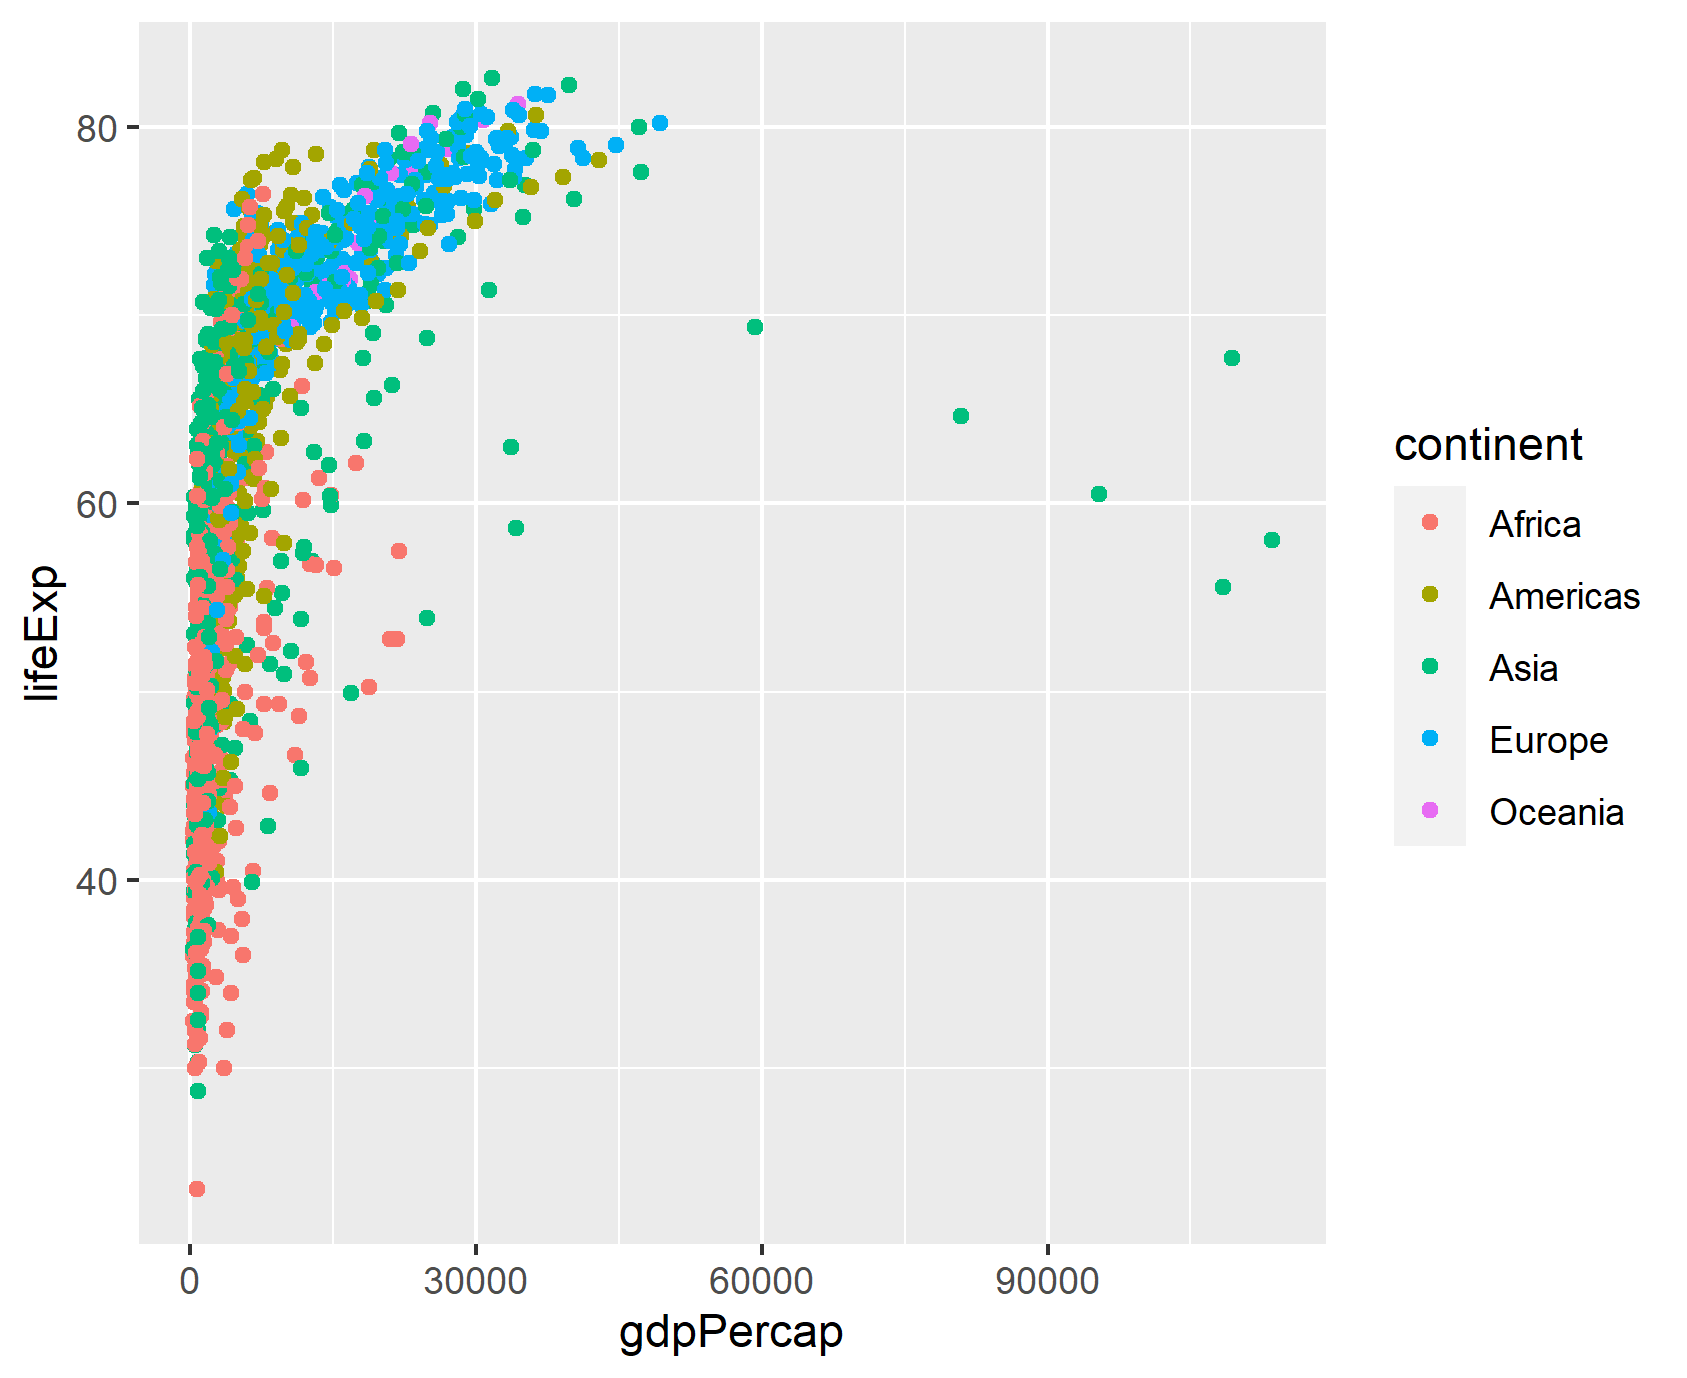 lifeExp
80
60
40
0
30000
60000
90000
gdpPercap
continent
Africa
Americas
Asia
Europe
Oceania